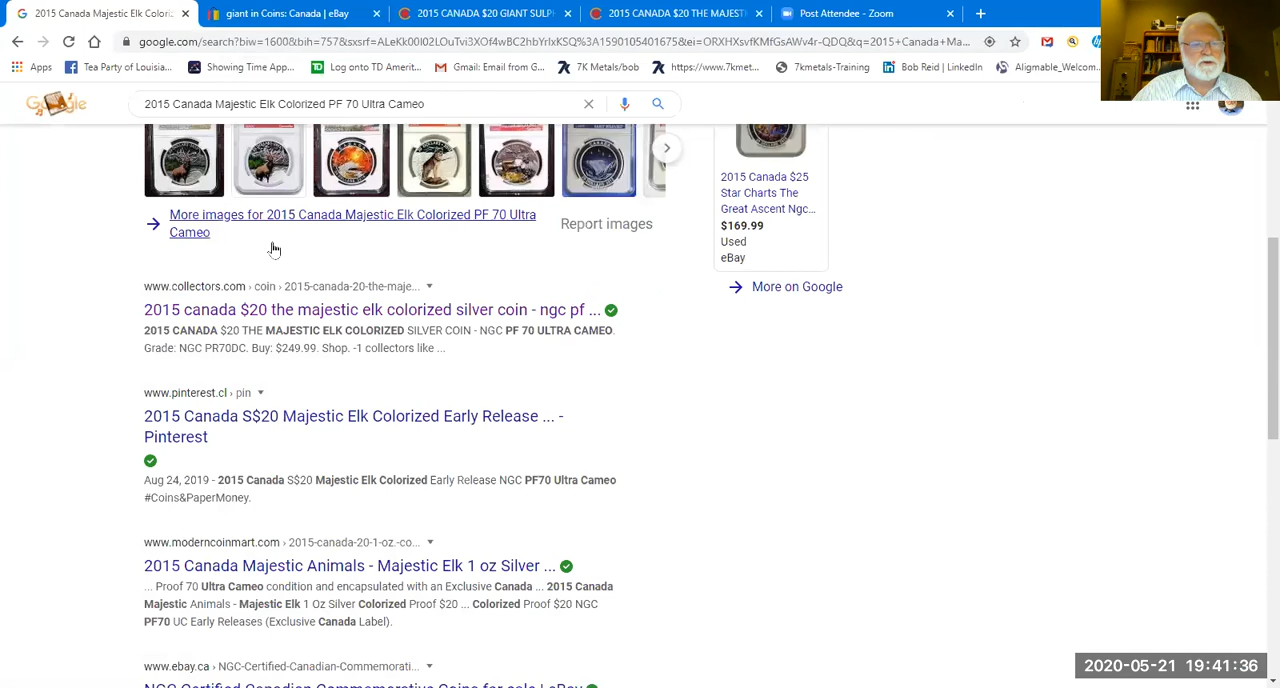 2015 Canada Majestic Elk Coloriz
giant in Coins: Canada | eBay
2015 CANADA $20 GIANT SULP
2015 CANADA $20 THE MAJEST
Post Attendee - Zoom
google.com/search?biw=1600&bih=757&sxsrf=ALeKk00I02LOuTvi3XOf4wBC2hbYrIxKSQ%3A1590105401675&ei=ORXHXsvfKMfGsAWv4r-QDQ&q=2015+Canada+Ma...
Apps
Tea Party of Louisia...
Showing Time App...
Log onto TD Amerit...
Gmail: Email from G...
7K Metals/bob
https://www.7kmet...
7kmetals-Training
Bob Reid | LinkedIn
Alignable_Welcom...
2015 Canada Majestic Elk Colorized PF 70 Ultra Cameo
More images for 2015 Canada Majestic Elk Colorized PF 70 Ultra
Cameo
Report images
2015 Canada $25
Star Charts The
Great Ascent Ngc...
$169.99
Used
eBay
More on Google
www.collectors.com › coin › 2015-canada-20-the-maje...
2015 canada $20 the majestic elk colorized silver coin - ngc pf ...
2015 CANADA $20 THE MAJESTIC ELK COLORIZED SILVER COIN - NGC PF 70 ULTRA CAMEO.
Grade: NGC PR70DC. Buy: $249.99. Shop. -1 collectors like ...
www.pinterest.cl › pin
2015 Canada S$20 Majestic Elk Colorized Early Release ... -
Pinterest
Aug 24, 2019 - 2015 Canada S$20 Majestic Elk Colorized Early Release NGC PF70 Ultra Cameo
#Coins&PaperMoney.
www.moderncoinmart.com › 2015-canada-20-1-oz.-co...
2015 Canada Majestic Animals - Majestic Elk 1 oz Silver ...
... Proof 70 Ultra Cameo condition and encapsulated with an Exclusive Canada ... 2015 Canada
Majestic Animals - Majestic Elk 1 Oz Silver Colorized Proof $20 ... Colorized Proof $20 NGC
PF70 UC Early Releases (Exclusive Canada Label).
www.ebay.ca › NGC-Certified-Canadian-Commemorati...
NGC Certified Canadian Commemorative Coins for sale | eBay
2020-05-21 19:41:36